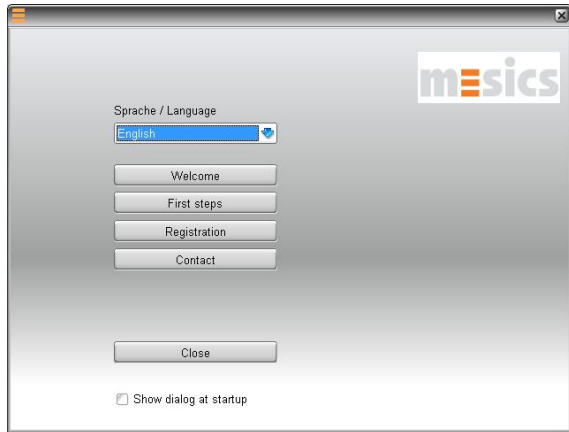 mesics
Sprache / Language
English
Welcome
First steps
Registration
Contact
Close
Show dialog at startup